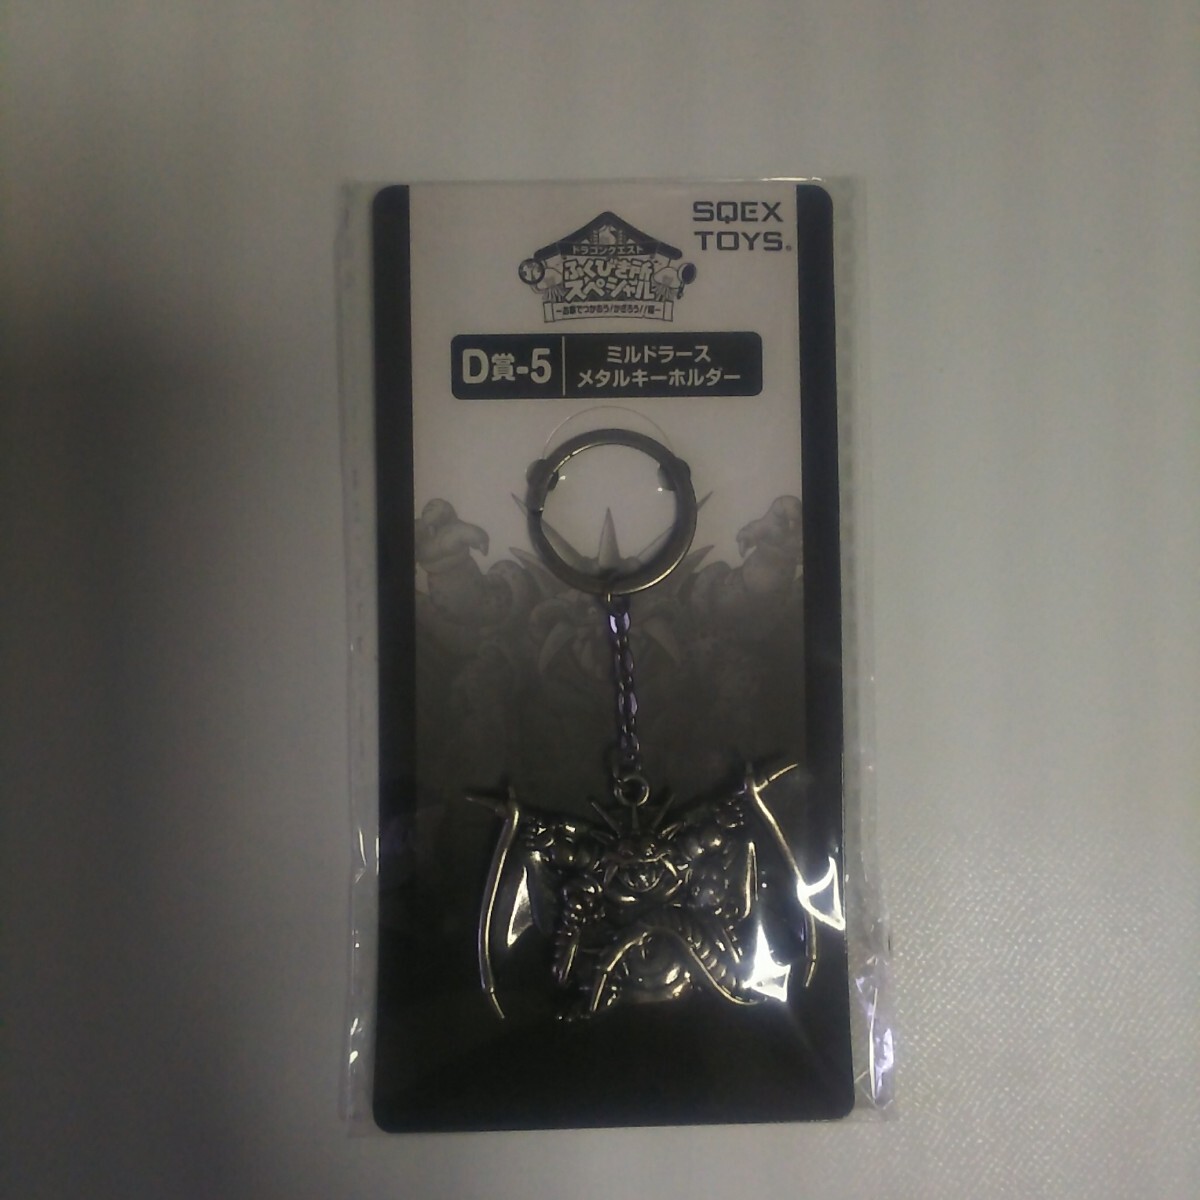 SQEX
TOYS®
ドラゴンクエスト
ふくびき所
スペシャル
D賞-5
ミルドラース
メタルキーホルダー